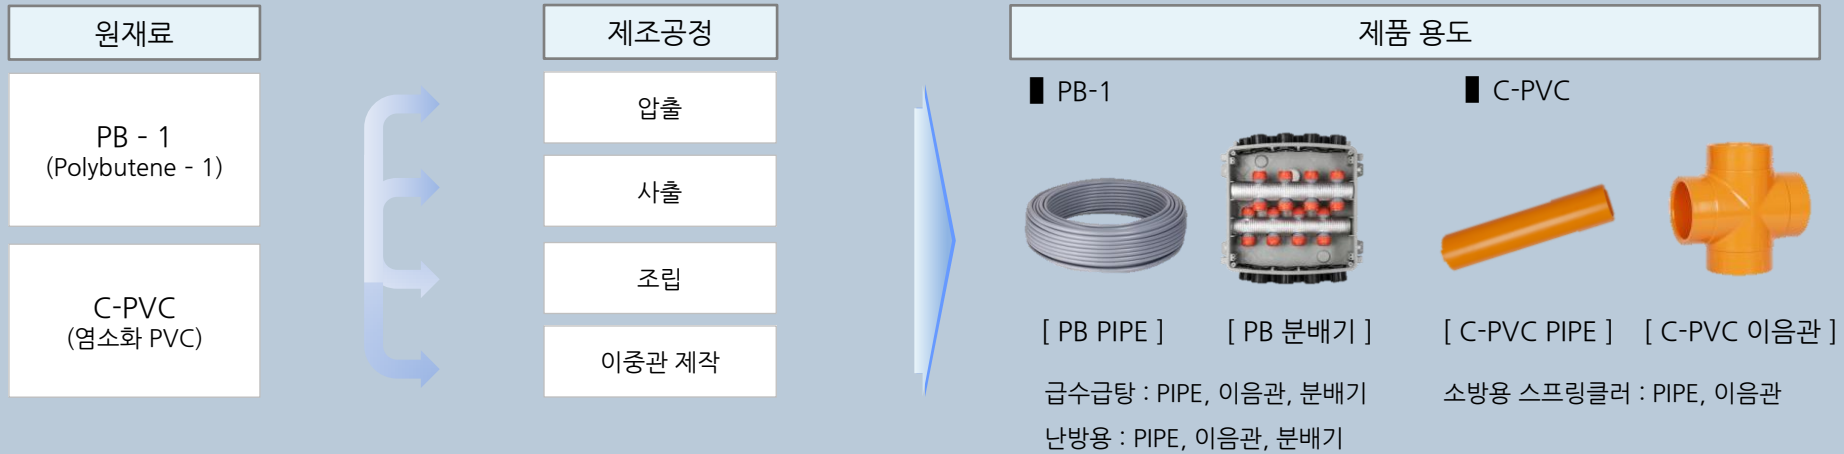 원재료
PB - 1
(Polybutene - 1)
C-PVC
(염소화 PVC)
제조공정
압출
사출
조립
이중관 제작
제품 용도
■ PB-1
[ PB PIPE ]
[ PB 분배기 ]
급수급탕 : PIPE, 이음관, 분배기
난방용 : PIPE, 이음관, 분배기
■ C-PVC
[ C-PVC PIPE ]
[ C-PVC 이음관 ]
소방용 스프링클러 : PIPE, 이음관